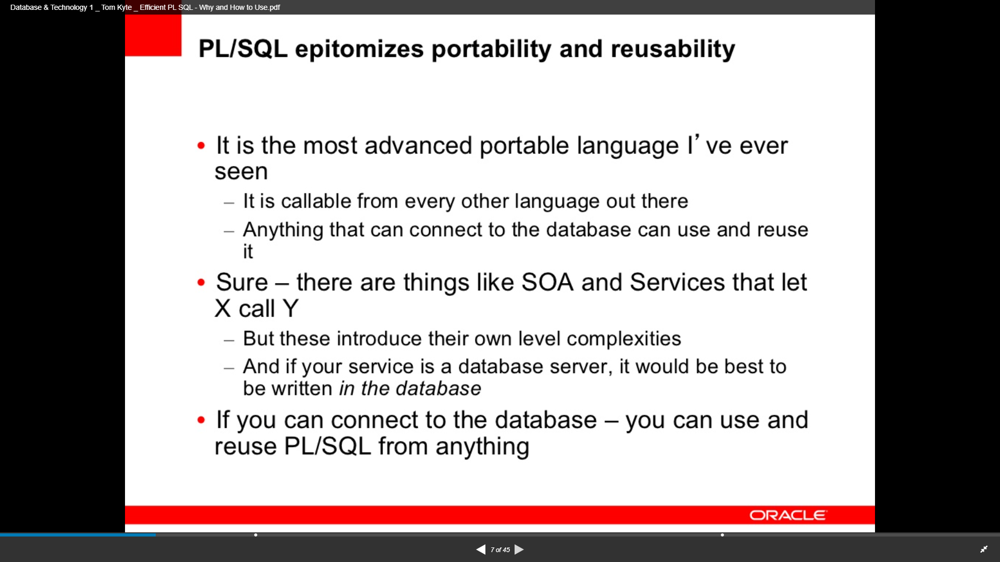 Database & Technology 1 _ Tom Kyte _ Efficient PL SQL - Why and How to Use.pdf
PL/SQL epitomizes portability and reusability
• It is the most advanced portable language I’ve ever
seen
– It is callable from every other language out there
– Anything that can connect to the database can use and reuse
it
• Sure – there are things like SOA and Services that let
X call Y
– But these introduce their own level complexities
– And if your service is a database server, it would be best to
be written in the database
• If you can connect to the database – you can use and
reuse PL/SQL from anything
ORACLE
7 of 45